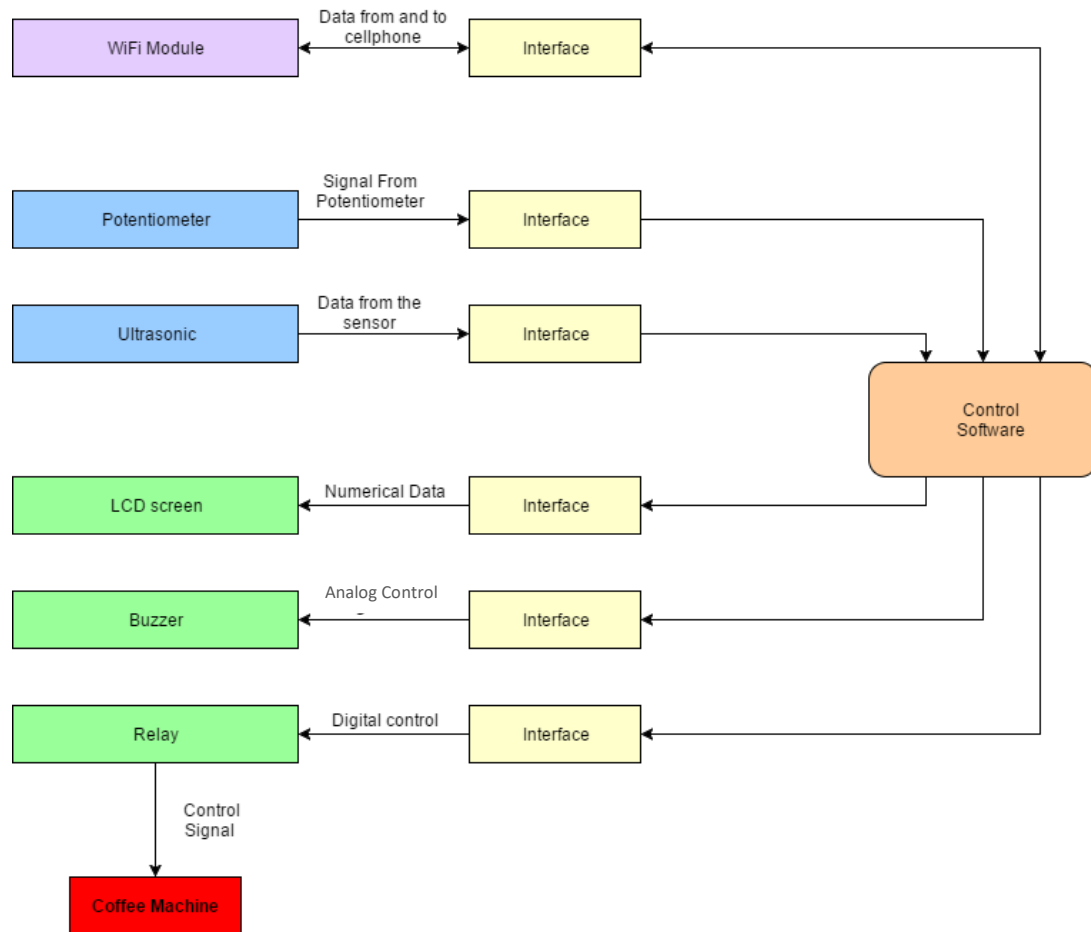 Data from and to
cellphone
WiFi Module
Interface
Signal From
Potentiometer
Potentiometer
Interface
Data from the
sensor
Ultrasonic
Interface
Control
Software
Numerical Data
LCD screen
Interface
Analog Control
Buzzer
Interface
Digital control
Relay
Interface
Control
Signal
Coffee Machine